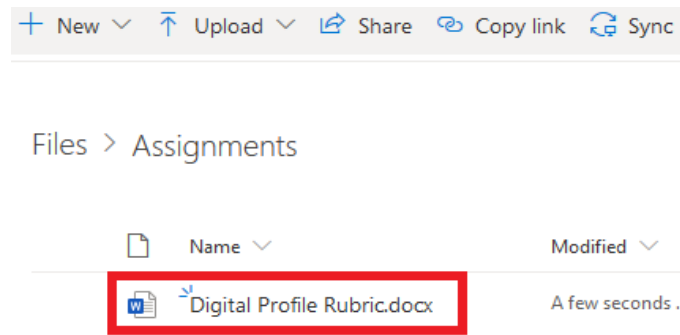 New Upload Share Copy link Sync
Files > Assignments
Name Modified
Digital Profile Rubric.docx A few seconds .